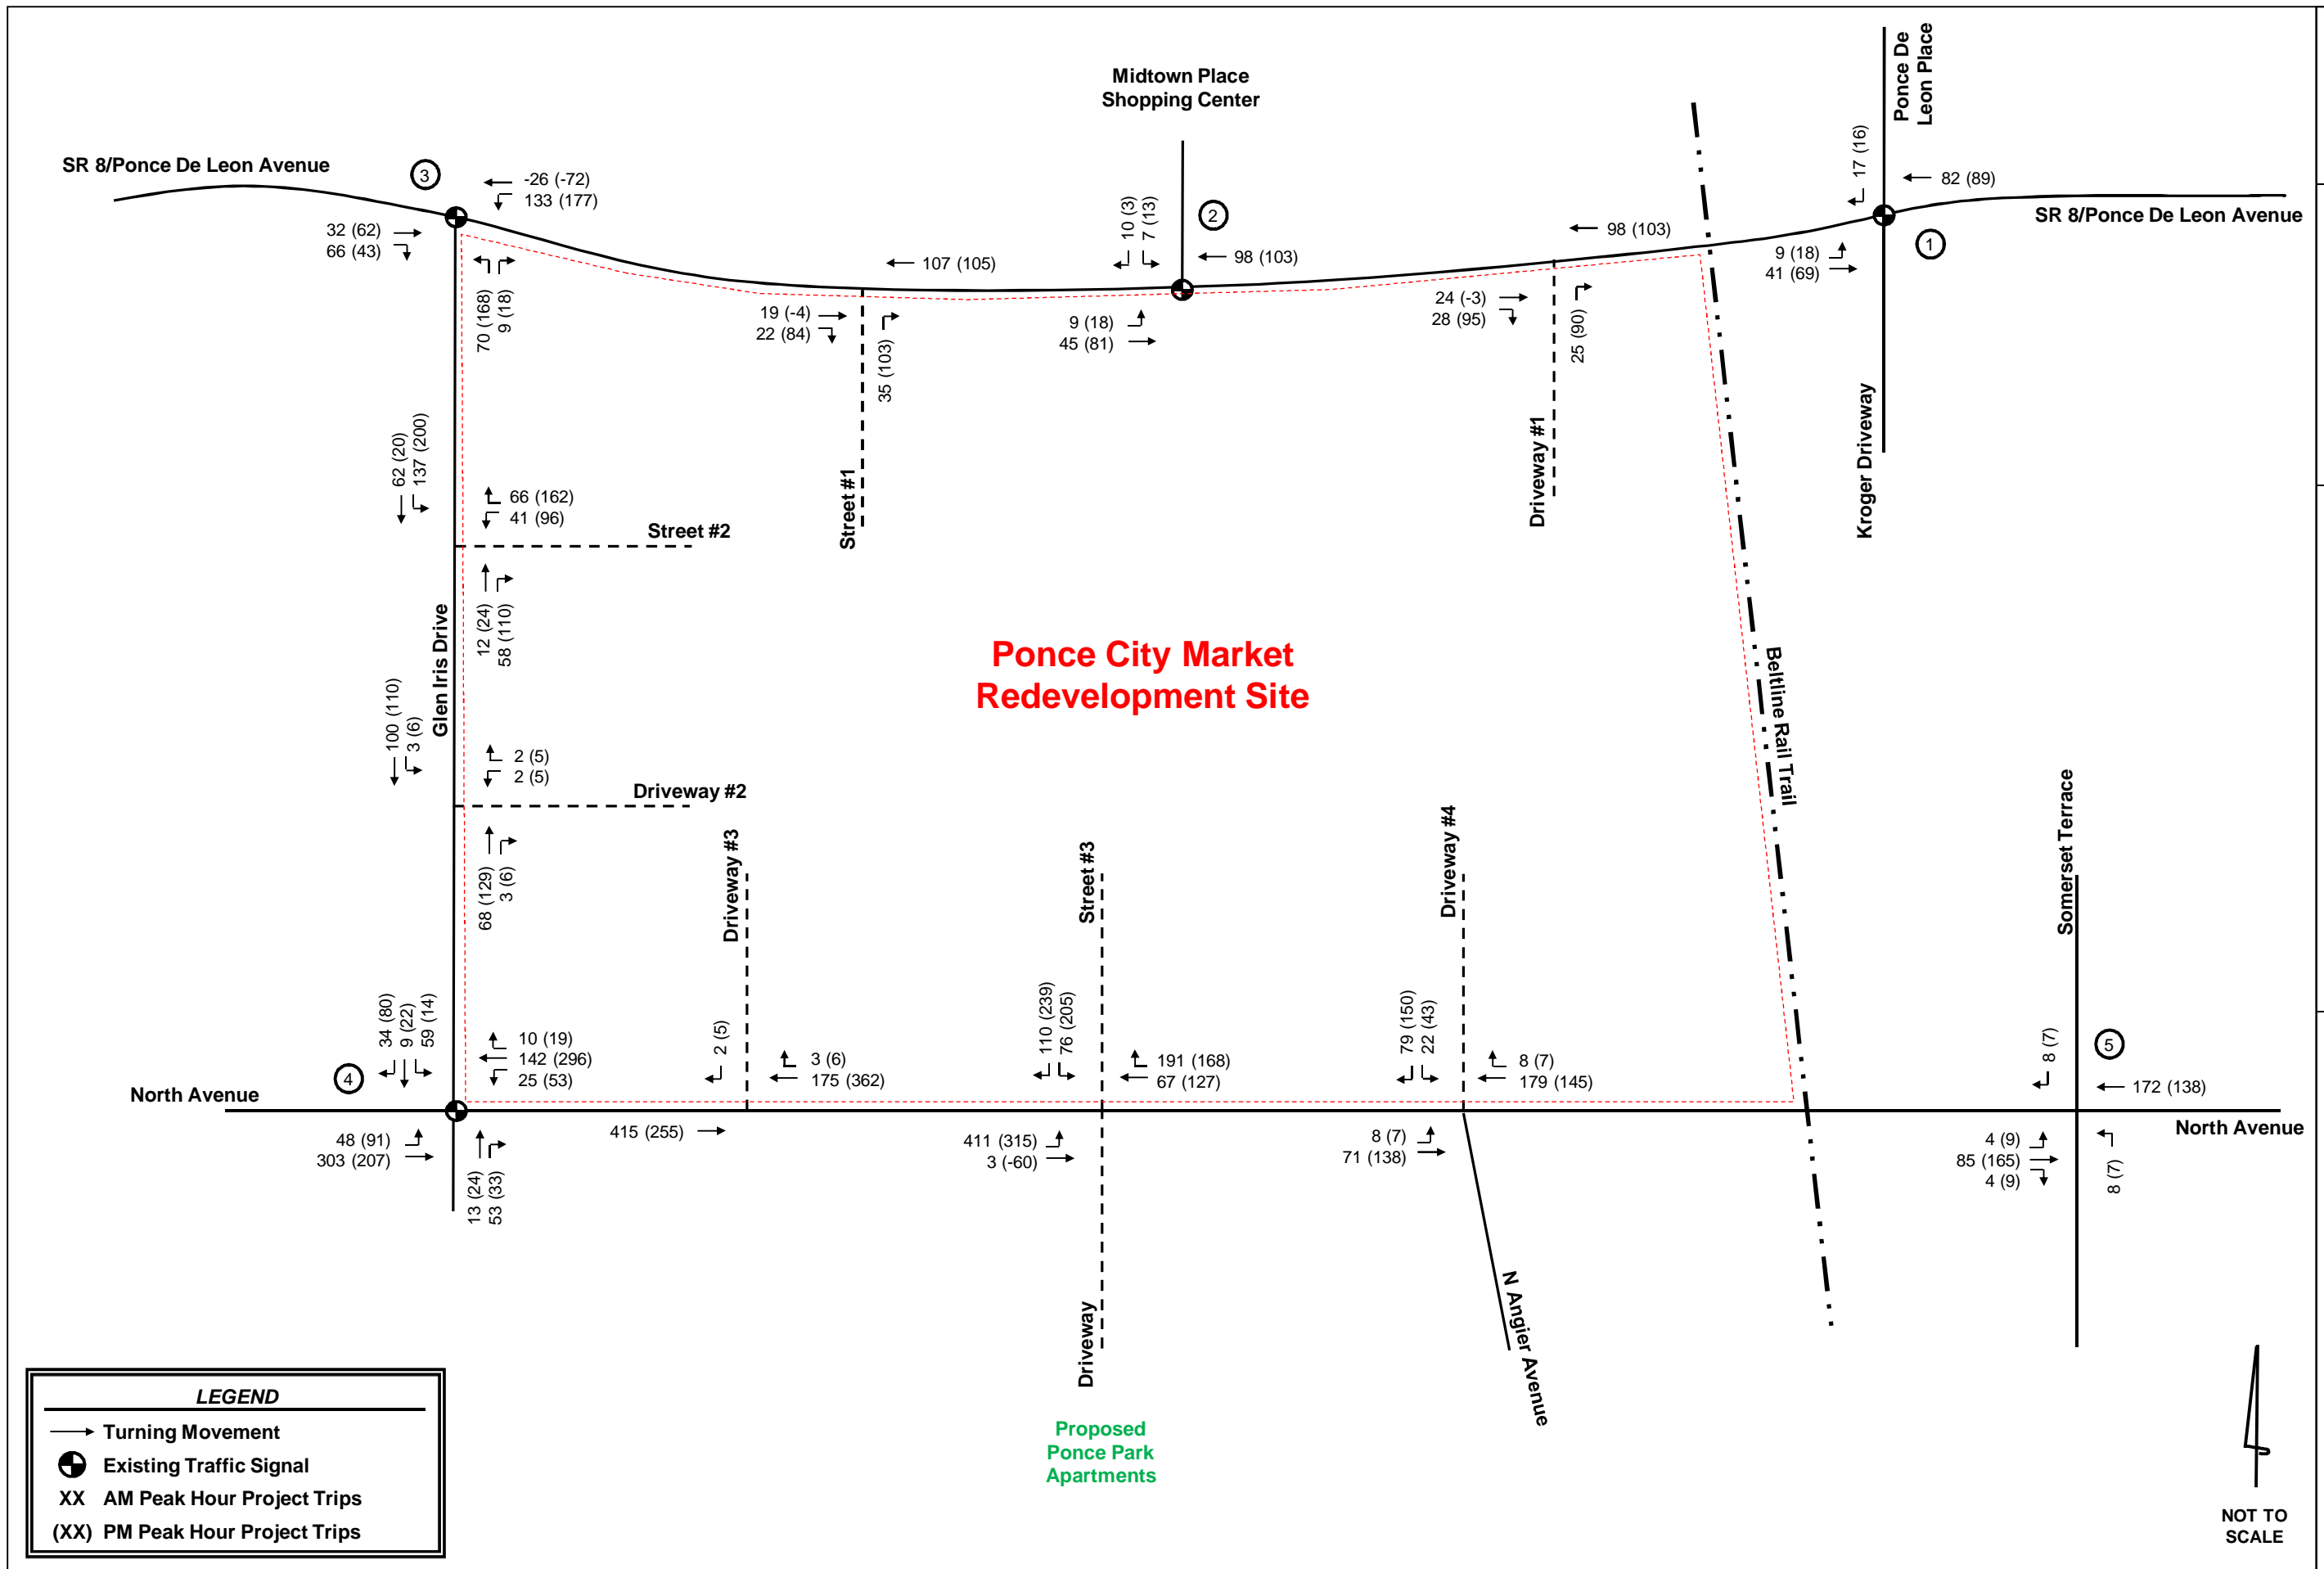 Midtown Place
Shopping Center
Ponce De
Leon Place
SR 8/Ponce De Leon Avenue
3
-26 (-72)
133 (177)
32 (62)
66 (43)
70 (168)
9 (18)
107 (105)
19 (-4)
22 (84)
35 (103)
10 (3)
7 (13)
2
98 (103)
9 (18)
45 (81)
98 (103)
24 (-3)
28 (95)
25 (90)
17 (16)
82 (89)
SR 8/Ponce De Leon Avenue
1
9 (18)
41 (69)
Street #1
Driveway #1
Kroger Driveway
62 (20)
137 (200)
66 (162)
41 (96)
Street #2
12 (24)
58 (110)
Glen Iris Drive
Ponce City Market
Redevelopment Site
Beltline Rail Trail
100 (110)
3 (6)
2 (5)
2 (5)
Driveway #2
68 (129)
3 (6)
Driveway #3
Street #3
Driveway #4
Somerset Terrace
34 (80)
9 (22)
59 (14)
10 (19)
142 (296)
25 (53)
4
North Avenue
48 (91)
303 (207)
13 (24)
53 (33)
2 (5)
3 (6)
175 (362)
415 (255)
110 (239)
76 (205)
191 (168)
67 (127)
411 (315)
3 (-60)
79 (150)
22 (43)
8 (7)
179 (145)
8 (7)
71 (138)
8 (7)
5
172 (138)
North Avenue
4 (9)
85 (165)
4 (9)
8 (7)
Driveway
N Angier Avenue
Proposed
Ponce Park
Apartments
LEGEND
Turning Movement
Existing Traffic Signal
XX AM Peak Hour Project Trips
(XX) PM Peak Hour Project Trips
NOT TO
SCALE